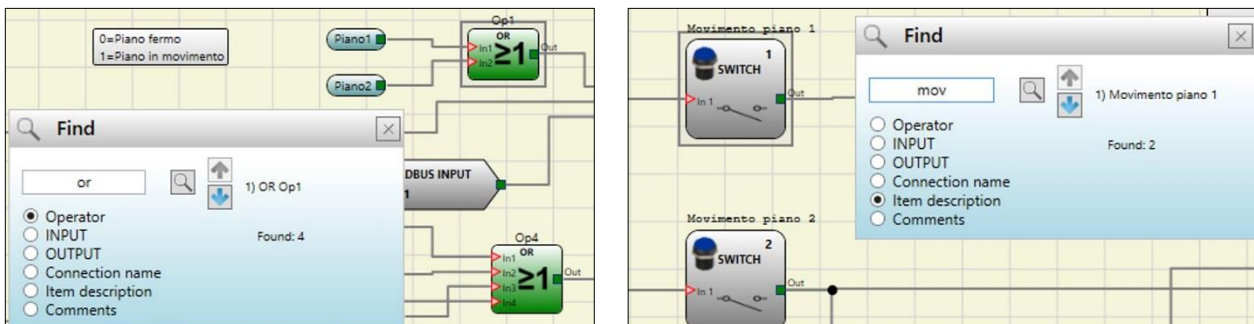 0=Piano fermo
1=Piano in movimento
Piano1
Piano2
Op1
OR
≥1
In1
In2
Out
Find
or
1) OR Op1
Operator
INPUT
OUTPUT
Connection name
Item description
Comments
Found: 4
DBUS INPUT
1
Op4
OR
≥1
In1
In2
In3
In4
Out
Movimento piano 1
1
SWITCH
In 1
Out
Movimento piano 2
2
SWITCH
In 1
Out
Find
mov
1) Movimento piano 1
Operator
INPUT
OUTPUT
Connection name
Item description
Comments
Found: 2